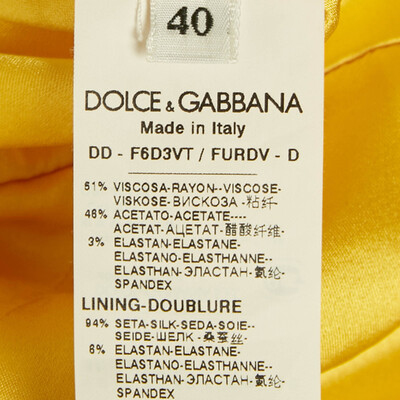 40
DOLCE & GABBANA
Made in Italy
DD - F6D3VT / FURDV - D
51% VISCOSA-RAYON--VISCOSE-
VISKOSE-ВИСКОЗА -粘纤-
46% ACETATO-ACETATE----
ACETAT-АЦЕТАТ-醋酸纤维-
3% ELASTAN-ELASTANE-
ELASTANO-ELASTHANNE--
ELASTHAN-ЭЛАСТАН-氨纶-
SPANDEX
LINING-DOUBLURE
94% SETA-SILK-SEDA-SOIE--
SEIDE-ШЕЛК -桑蚕丝-
6% ELASTAN-ELASTANE-
ELASTANO-ELASTHANNE--
ELASTHAN-ЭЛАСТАН-氨纶-
SPANDEX